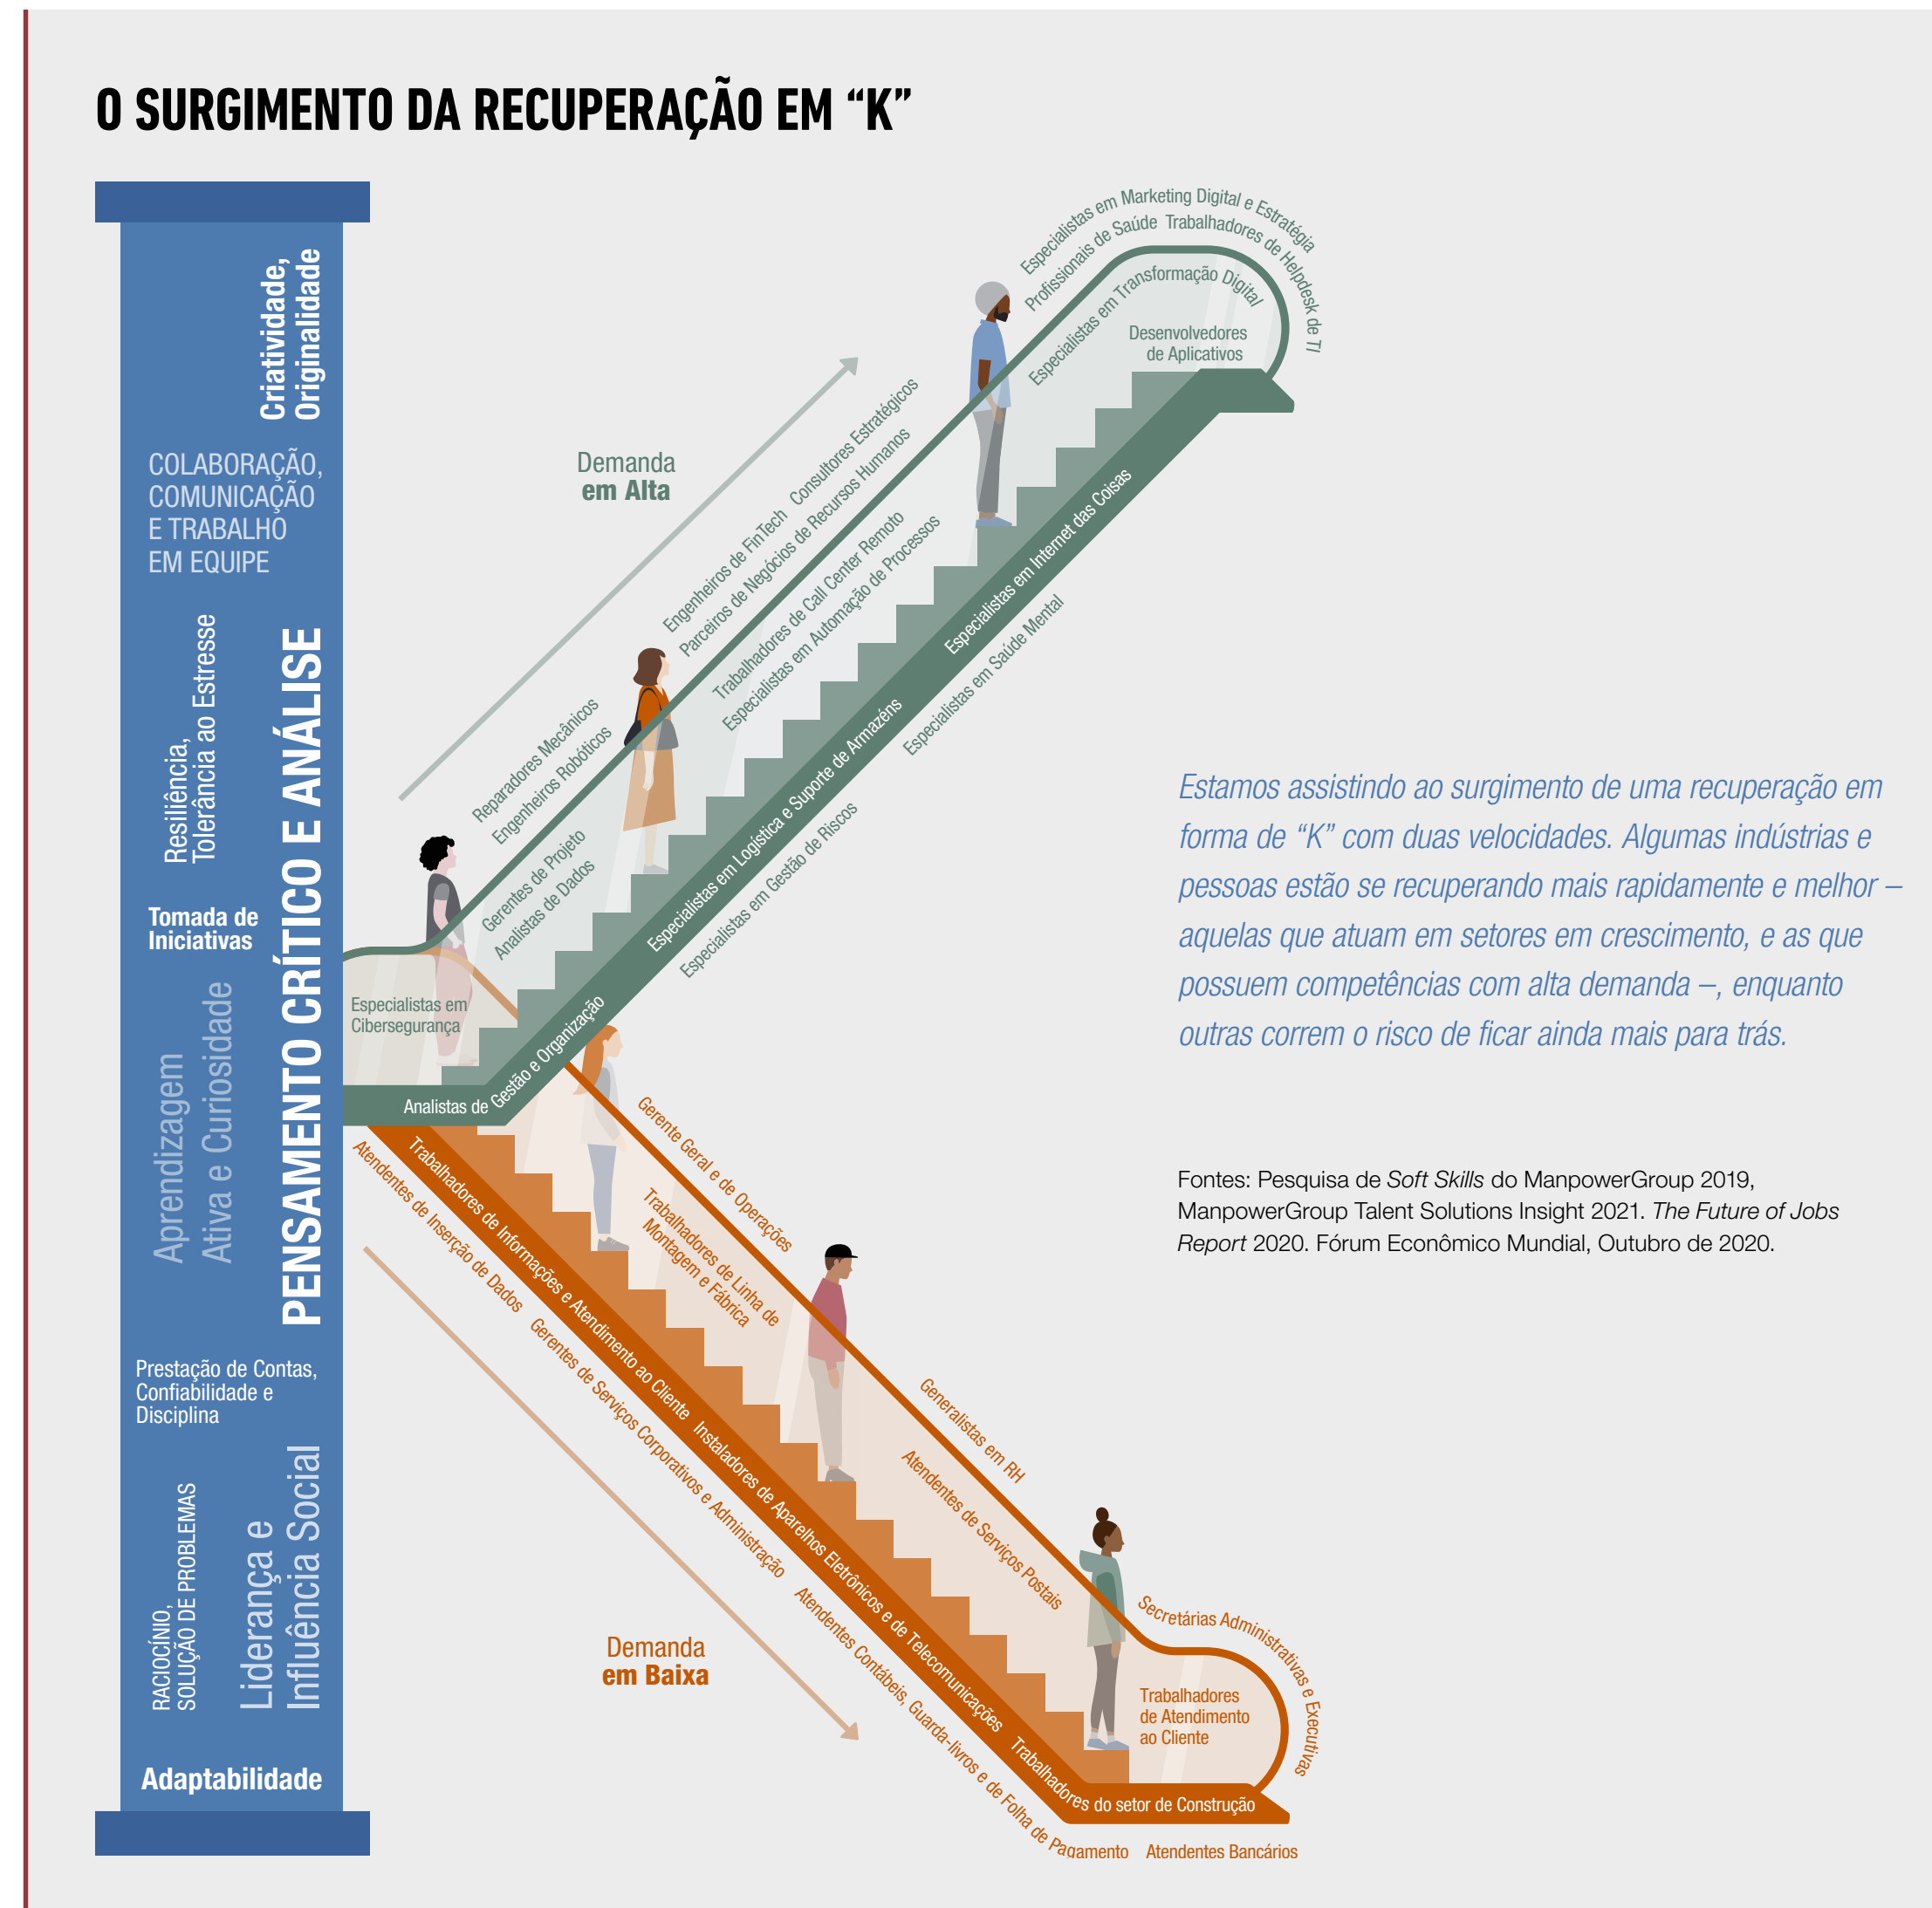 O SURGIMENTO DA RECUPERAÇÃO EM “K”
Criatividade,
Originalidade
COLABORAÇÃO,
COMUNICAÇÃO
E TRABALHO
EM EQUIPE
Resiliência,
Tolerância ao Estresse
PENSAMENTO CRÍTICO E ANÁLISE
Tomada de
Iniciativas
Aprendizagem
Ativa e Curiosidade
Prestação de Contas,
Confiabilidade e
Disciplina
RACIOCÍNIO,
SOLUÇÃO DE PROBLEMAS
Liderança e
Influência Social
Adaptabilidade
Demanda
em Alta
Especialistas em Marketing Digital e Estratégia
Profissionais de Saúde Trabalhadores de Helpdesk de TI
Especialistas em Transformação Digital
Desenvolvedores
de Aplicativos
Engenheiros de FinTech Consultores Estratégicos
Parceiros de Negócios de Recursos Humanos
Trabalhadores de Call Center Remoto
Especialistas em Automação de Processos
Reparadores Mecânicos
Engenheiros Robóticos
Gerentes de Projeto
Analistas de Dados
Especialistas em
Cibersegurança
Analistas de Gestão e Organização
Especialistas em Logística e Suporte de Armazéns
Especialistas em Internet das Coisas
Especialistas em Gestão de Riscos
Especialistas em Saúde Mental
Estamos assistindo ao surgimento de uma recuperação em
forma de “K” com duas velocidades. Algumas indústrias e
pessoas estão se recuperando mais rapidamente e melhor –
aquelas que atuam em setores em crescimento, e as que
possuem competências com alta demanda –, enquanto
outras correm o risco de ficar ainda mais para trás.
Fontes: Pesquisa de Soft Skills do ManpowerGroup 2019,
ManpowerGroup Talent Solutions Insight 2021. The Future of Jobs
Report 2020. Fórum Econômico Mundial, Outubro de 2020.
Gerente Geral e de Operações
Trabalhadores de Linha de
Montagem e Fábrica
Generalistas em RH
Atendentes de Serviços Postais
Secretárias Administrativas e Executivas
Trabalhadores
de Atendimento
ao Cliente
Trabalhadores de Informações e Atendimento ao Cliente Instaladores de Aparelhos Eletrônicos e de Telecomunicações Trabalhadores do setor de Construção
Atendentes de Inserção de Dados Gerentes de Serviços Corporativos e Administração Atendentes Contábeis, Guarda-livros e de Folha de Pagamento Atendentes Bancários
Demanda
em Baixa